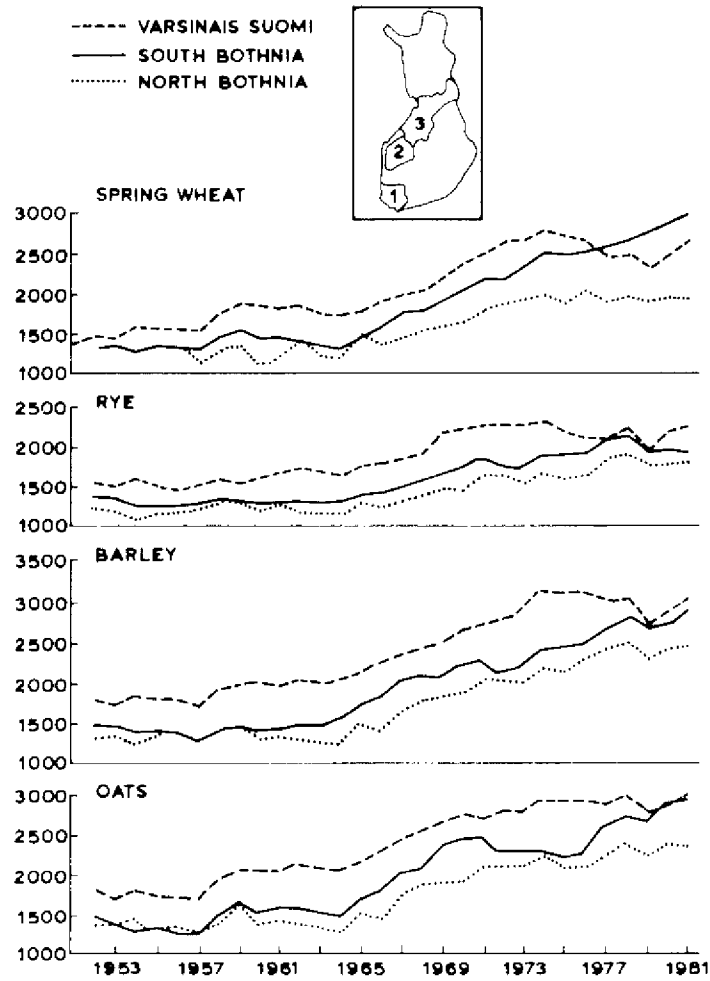 VARSINAIS SUOMI
SOUTH BOTHNIA
NORTH BOTHNIA
3
2
1
SPRING WHEAT
3000
2500
2000
1500
1000
RYE
2500
2000
1500
1000
BARLEY
3500
3000
2500
2000
1500
1000
OATS
3000
2500
2000
1500
1000
1953 1957 1961 1965 1969 1973 1977 1981